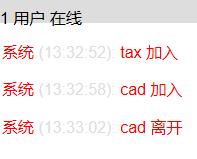 1 用户 在线
系统 (13:32:52): tax 加入
系统 (13:32:58): cad 加入
系统 (13:33:02): cad 离开